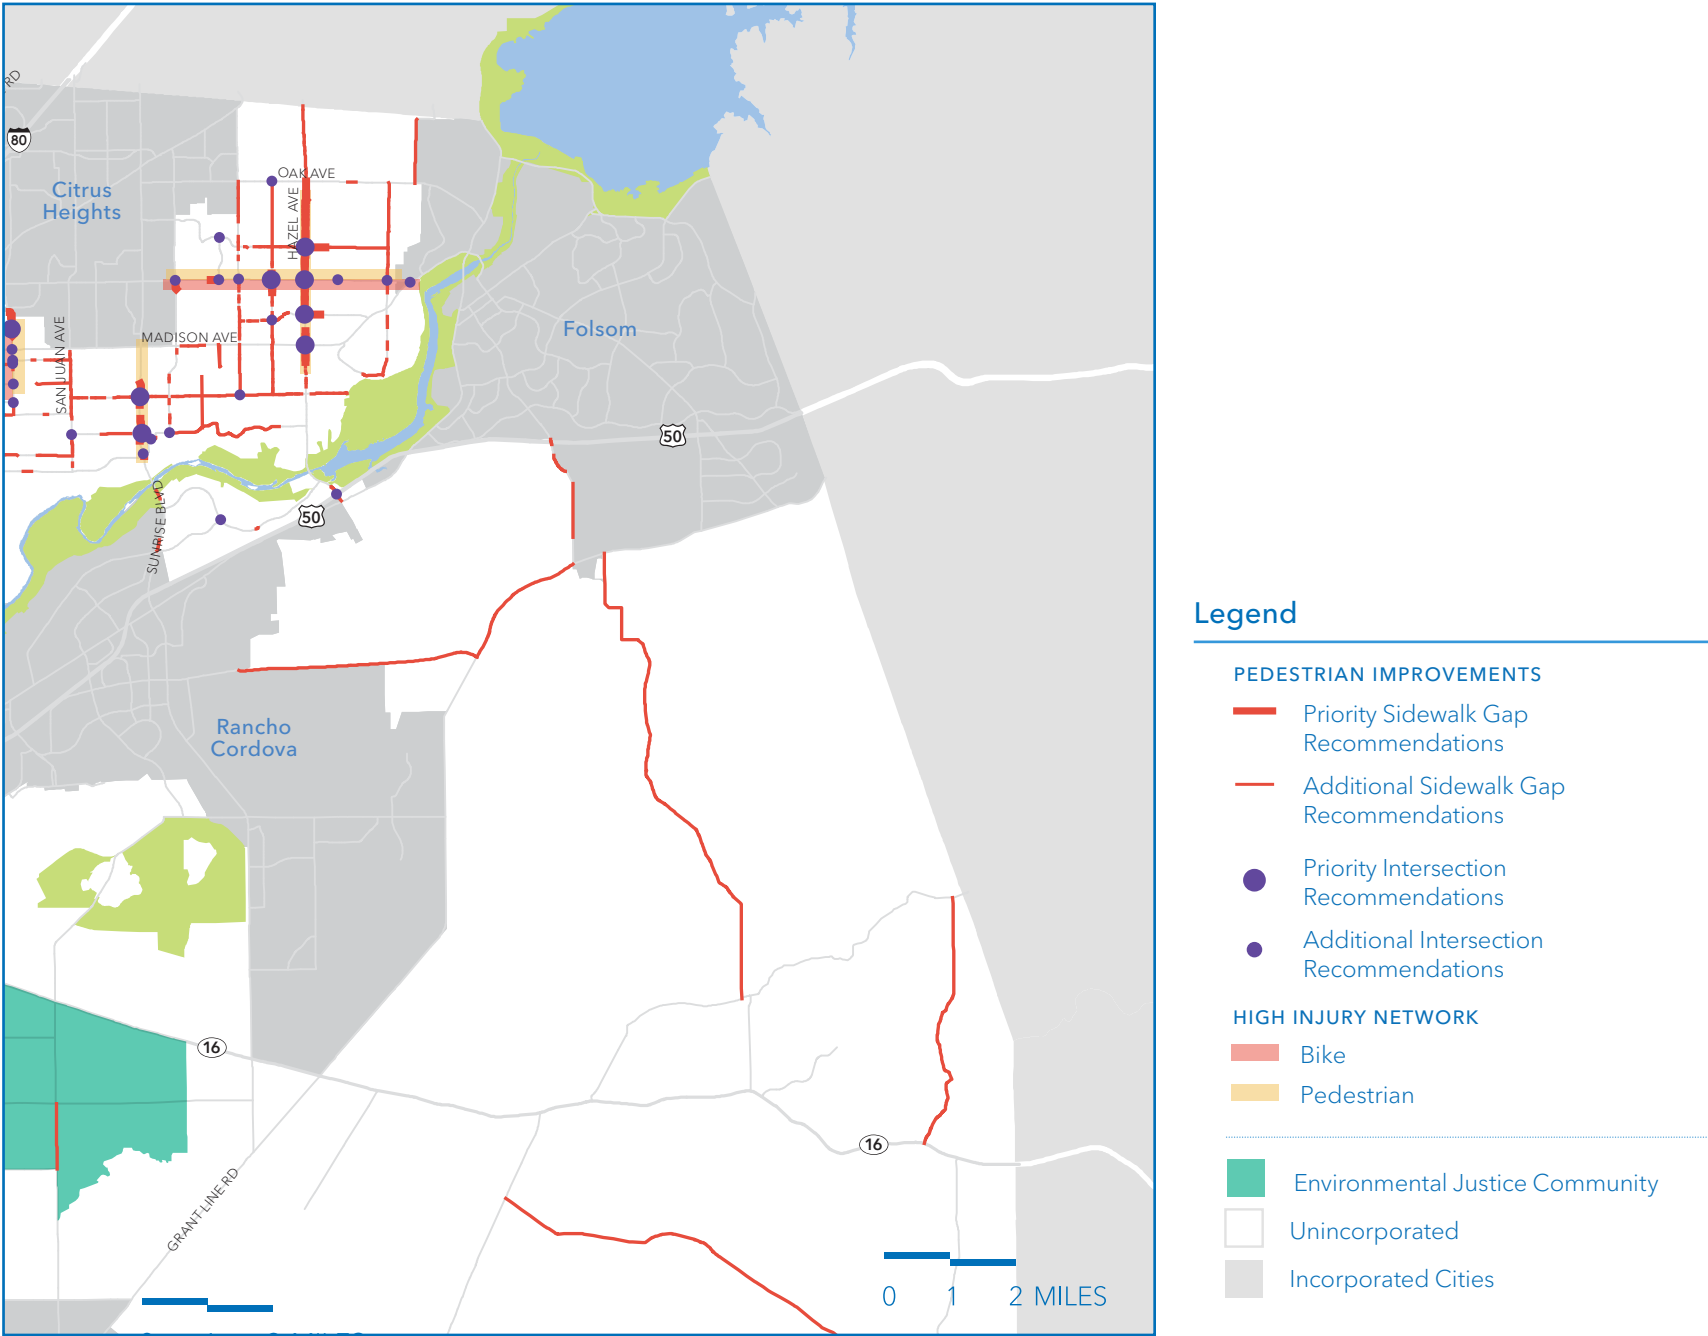 RD
80
Citrus
Heights
OAK AVE
HAZEL AVE
MADISON AVE
SAN JUAN AVE
Folsom
50
50
SUNRISE BLVD
Rancho
Cordova
16
16
GRANT LINE RD
0 1 2 MILES
Legend
PEDESTRIAN IMPROVEMENTS
Priority Sidewalk Gap
Recommendations
Additional Sidewalk Gap
Recommendations
Priority Intersection
Recommendations
Additional Intersection
Recommendations
HIGH INJURY NETWORK
Bike
Pedestrian
Environmental Justice Community
Unincorporated
Incorporated Cities